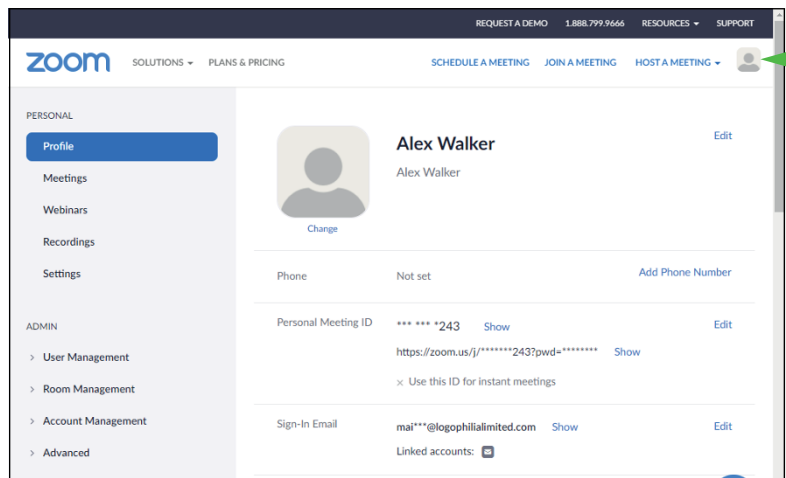 REQUEST A DEMO 1.888.799.9666 RESOURCES SUPPORT
zoom SOLUTIONS PLANS & PRICING SCHEDULE A MEETING JOIN A MEETING HOST A MEETING
PERSONAL
Profile
Meetings
Webinars
Recordings
Settings
ADMIN
User Management
Room Management
Account Management
Advanced
Alex Walker Edit
Alex Walker
Change
Phone Not set Add Phone Number
Personal Meeting ID *** *** *243 Show Edit
https://zoom.us/j/*******243?pwd=******** Show
× Use this ID for instant meetings
Sign-In Email mai***@logophilialimited.com Show Edit
Linked accounts: